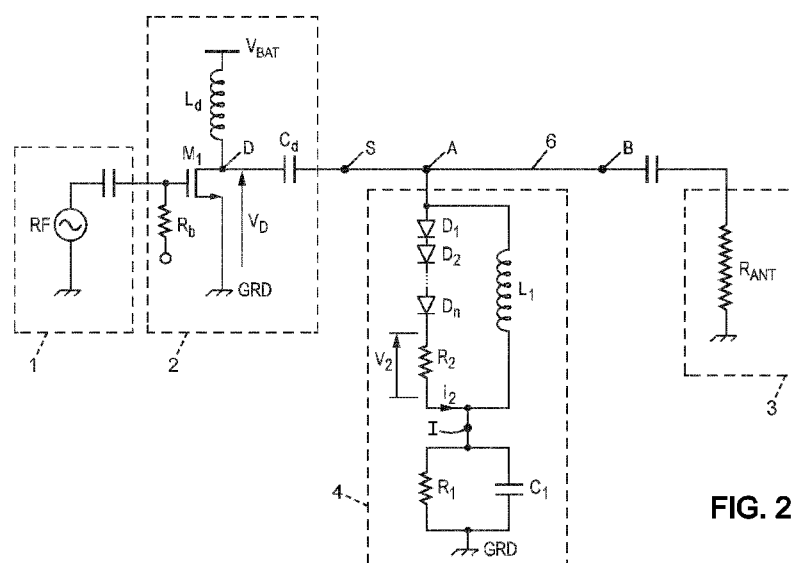 V_BAT
L_d
C_d
M_1
D
S
A
6
B
RF
R_b
V_D
GRD
D_1
D_2
D_n
L_1
R_ANT
V_2
R_2
i_2
I
1
2
3
4
R_1
C_1
GRD
FIG. 2